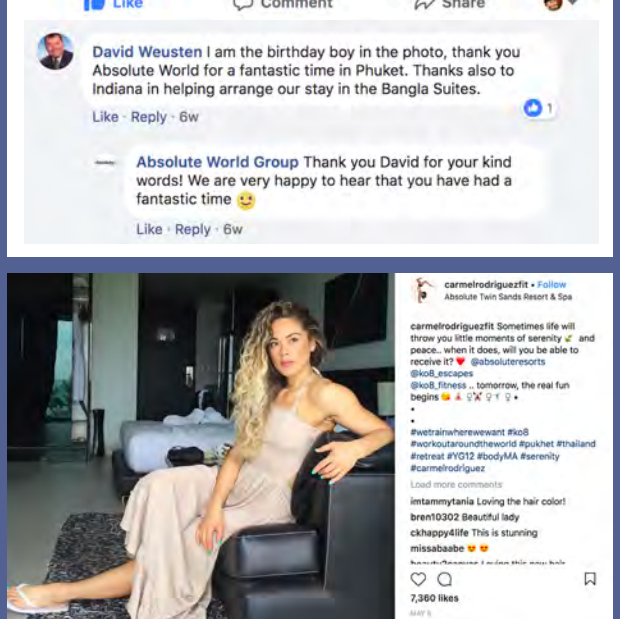 Like Comment Share
David Weusten I am the birthday boy in the photo, thank you
Absolute World for a fantastic time in Phuket. Thanks also to
Indiana in helping arrange our stay in the Bangla Suites.
1
Like · Reply · 6w
Absolute World Group Thank you David for your kind
words! We are very happy to hear that you have had a
fantastic time
Like · Reply · 6w
carmelrodriguezfit • Follow
Absolute Twin Sands Resort & Spa
carmelrodriguezfit Sometimes life will
throw you little moments of serenity and
peace.. when it does, will you be able to
receive it? @absoluteresorts
@ko8_escapes
@ko8_fitness .. tomorrow, the real fun
begins
#wetrainwherewewant #ko8
#workoutaroundtheworld #pukhet #thailand
#retreat #YG12 #bodyMA #serenity
#carmelrodriguez
Load more comments
imtammytania Loving the hair color!
bren10302 Beautiful lady
ckhappy4life This is stunning
missabaabe
7,360 likes
MAY 5